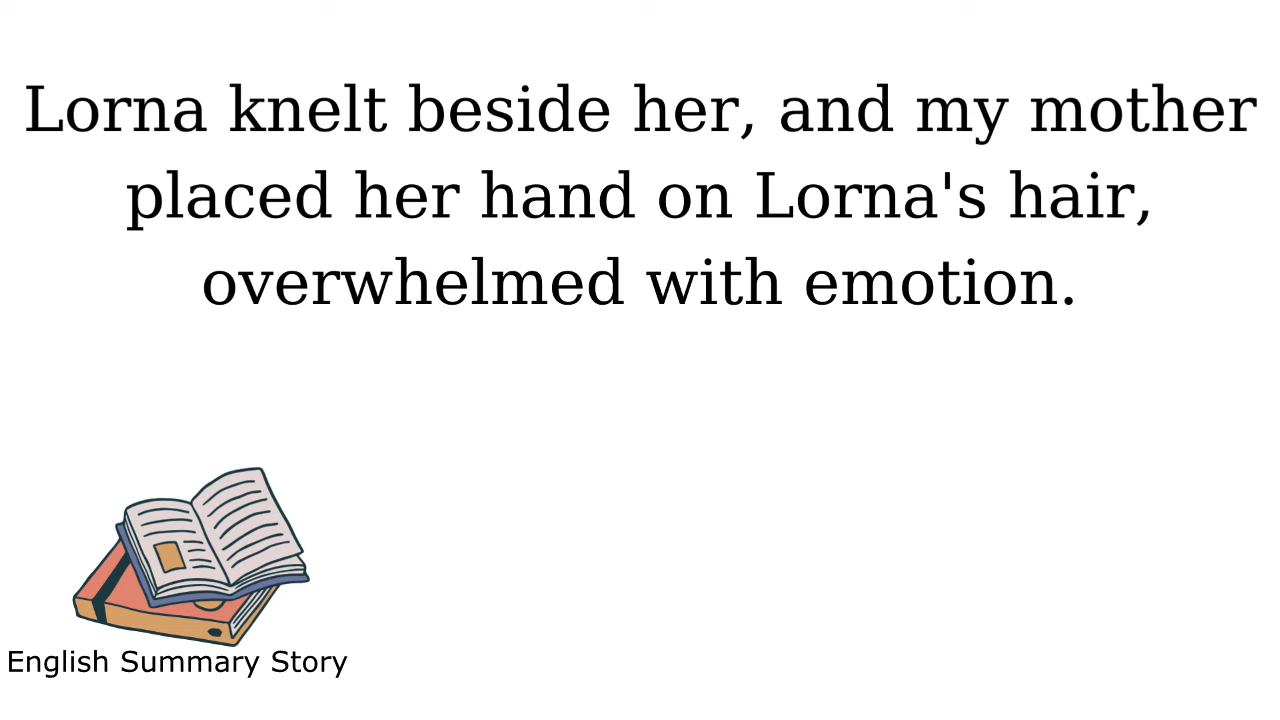 Lorna knelt beside her, and my mother
placed her hand on Lorna's hair,
overwhelmed with emotion.
English Summary Story